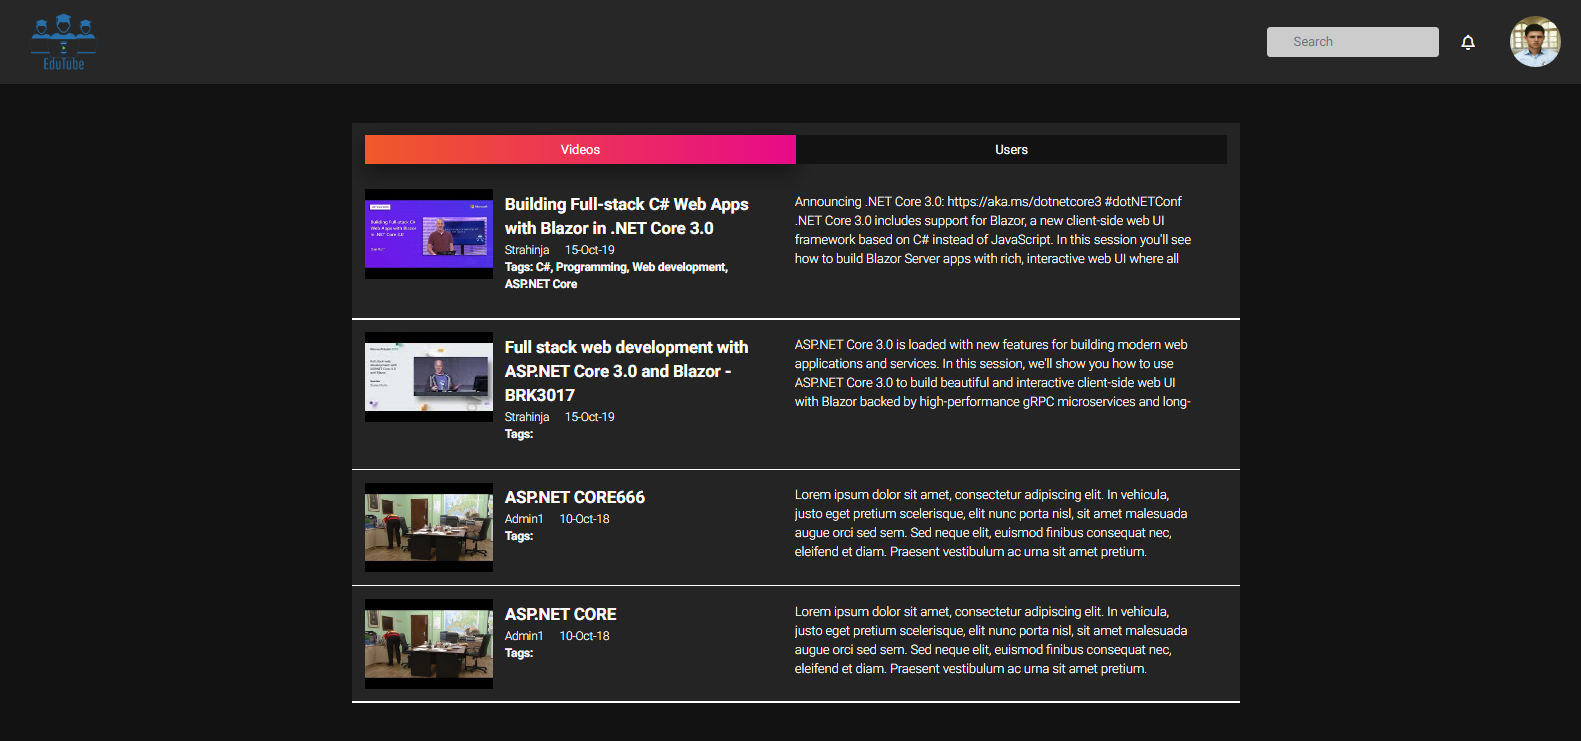 EduTube
Search
Videos
Users
Building Full-stack C# Web Apps
with Blazor in .NET Core 3.0
Strahinja 15-Oct-19
Tags: C#, Programming, Web development,
ASP.NET Core
Announcing .NET Core 3.0: https://aka.ms/dotnetcore3 #dotNETConf
.NET Core 3.0 includes support for Blazor, a new client-side web UI
framework based on C# instead of JavaScript. In this session you'll see
how to build Blazor Server apps with rich, interactive web UI where all
Building Full-stack C#
Web Apps with Blazor
in .NET Core 3.0
Full stack web development with
ASP.NET Core 3.0 and Blazor -
BRK3017
Strahinja 15-Oct-19
Tags:
ASP.NET Core 3.0 is loaded with new features for building modern web
applications and services. In this session, we'll show you how to use
ASP.NET Core 3.0 to build beautiful and interactive client-side web UI
with Blazor backed by high-performance gRPC microservices and long-
ASP.NET CORE666
Admin1 10-Oct-18
Tags:
Lorem ipsum dolor sit amet, consectetur adipiscing elit. In vehicula,
justo eget pretium scelerisque, elit nunc porta nisl, sit amet malesuada
augue orci sed sem. Sed neque elit, euismod finibus consequat nec,
eleifend et diam. Praesent vestibulum ac urna sit amet pretium.
ASP.NET CORE
Admin1 10-Oct-18
Tags:
Lorem ipsum dolor sit amet, consectetur adipiscing elit. In vehicula,
justo eget pretium scelerisque, elit nunc porta nisl, sit amet malesuada
augue orci sed sem. Sed neque elit, euismod finibus consequat nec,
eleifend et diam. Praesent vestibulum ac urna sit amet pretium.